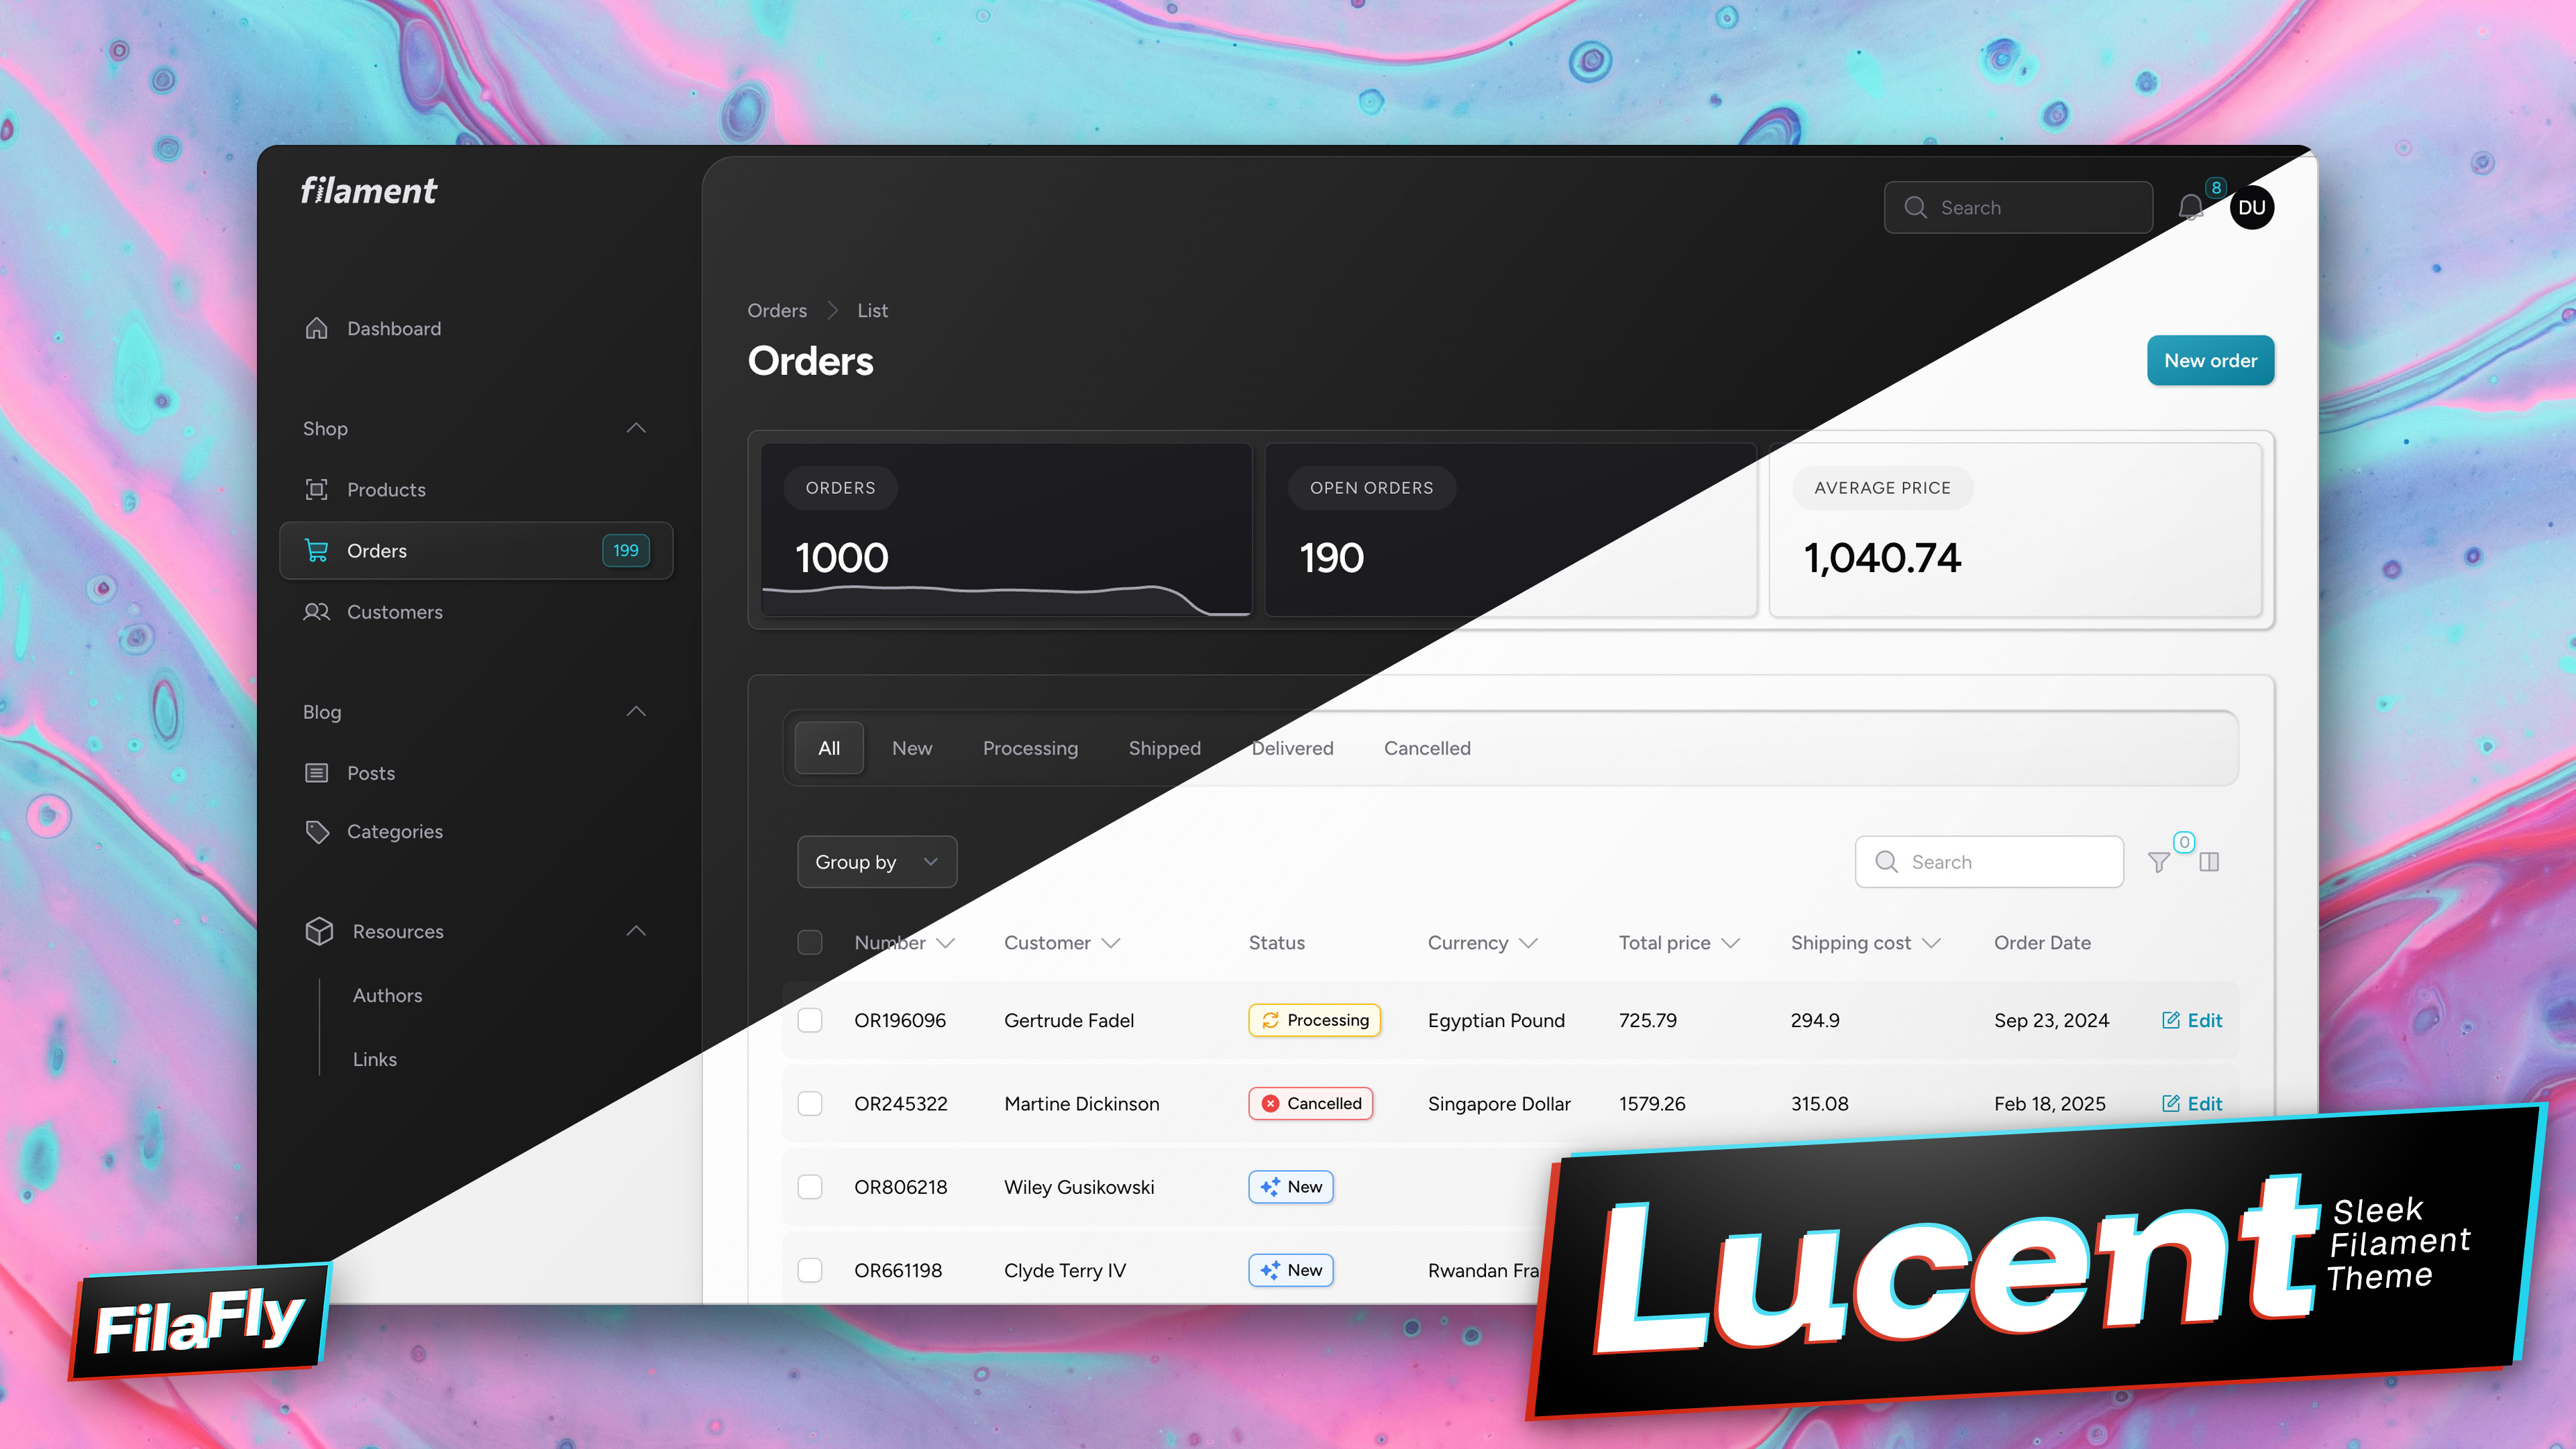 filament
Search
8
DU
Dashboard
Shop
Products
Orders 199
Customers
Blog
Posts
Categories
Resources
Authors
Links
Orders List
Orders
New order
ORDERS
1000
OPEN ORDERS
190
AVERAGE PRICE
1,040.74
All New Processing Shipped Delivered Cancelled
Group by
Search
0
Number Customer Status Currency Total price Shipping cost Order Date
OR196096 Gertrude Fadel Processing Egyptian Pound 725.79 294.9 Sep 23, 2024 Edit
OR245322 Martine Dickinson Cancelled Singapore Dollar 1579.26 315.08 Feb 18, 2025 Edit
OR806218 Wiley Gusikowski New
OR661198 Clyde Terry IV New Rwandan Fra
FilaFly
Lucent
Sleek
Filament
Theme